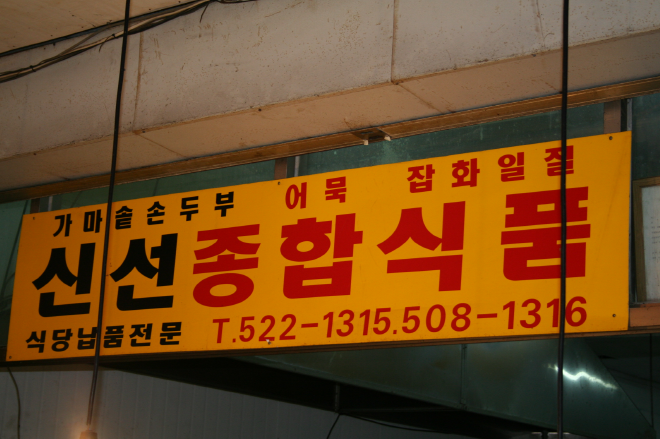 가마솥손두부 어묵 잡화일절
신선종합식품
식당납품전문 T.522-1315.508-1316